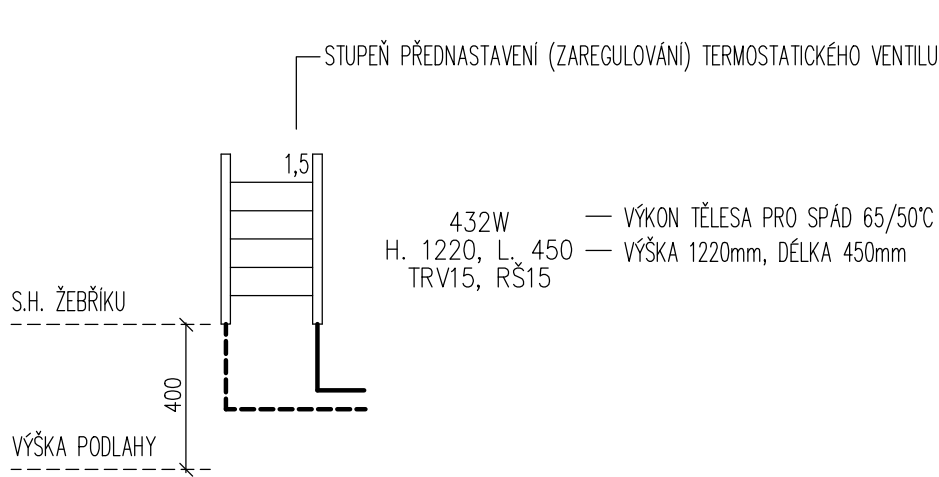 STUPEŇ PŘEDNASTAVENÍ (ZAREGULOVÁNÍ) TERMOSTATICKÉHO VENTILU
1,5
432W
VÝKON TĚLESA PRO SPÁD 65/50°C
H. 1220, L. 450
VÝŠKA 1220mm, DÉLKA 450mm
TRV15, RŠ15
S.H. ŽEBŘÍKU
400
VÝŠKA PODLAHY